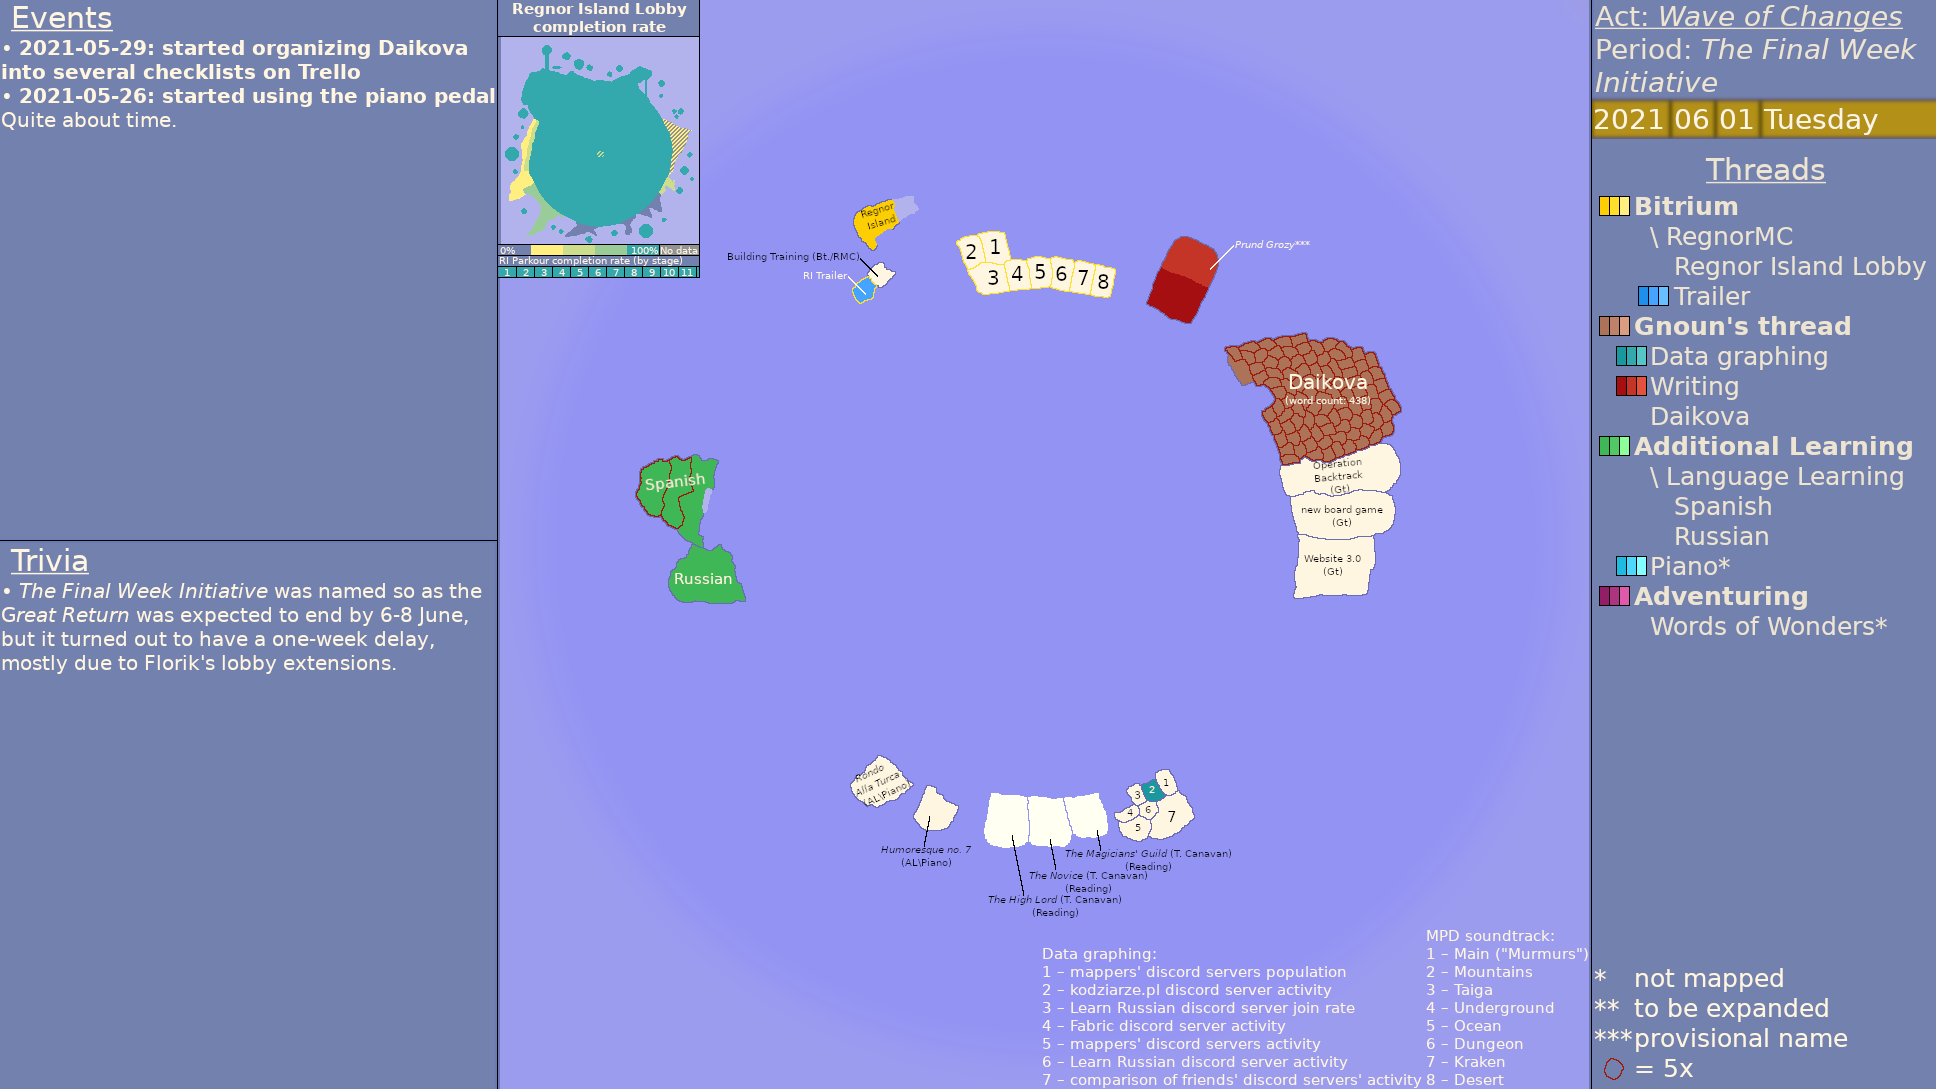 Events
• 2021-05-29: started organizing Daikova
into several checklists on Trello
• 2021-05-26: started using the piano pedal
Quite about time.
Trivia
• The Final Week Initiative was named so as the
Great Return was expected to end by 6-8 June,
but it turned out to have a one-week delay,
mostly due to Florik's lobby extensions.
Regnor Island Lobby
completion rate
0%
100%
No data
RI Parkour completion rate (by stage)
1 2 3 4 5 6 7 8 9 10 11
Regnor
Island
Building Training (Bt./RMC)
RI Trailer
2 1
3 4 5 6 7 8
Prund Grozy***
Daikova
(word count: 438)
Operation
Backtrack
(Gt)
new board game
(Gt)
Website 3.0
(Gt)
Spanish
Russian
Rondo
Alla Turca
(AL\Piano)
Humoresque no. 7
(AL\Piano)
The Magicians' Guild (T. Canavan)
(Reading)
The Novice (T. Canavan)
(Reading)
The High Lord (T. Canavan)
(Reading)
1
2
3
4
6
5
7
Data graphing:
1 – mappers' discord servers population
2 – kodziarze.pl discord server activity
3 – Learn Russian discord server join rate
4 – Fabric discord server activity
5 – mappers' discord servers activity
6 – Learn Russian discord server activity
7 – comparison of friends' discord servers' activity
MPD soundtrack:
1 – Main ("Murmurs")
2 – Mountains
3 – Taiga
4 – Underground
5 – Ocean
6 – Dungeon
7 – Kraken
8 – Desert
Act: Wave of Changes
Period: The Final Week
Initiative
2021 06 01 Tuesday
Threads
Bitrium
\ RegnorMC
Regnor Island Lobby
Trailer
Gnoun's thread
Data graphing
Writing
Daikova
Additional Learning
\ Language Learning
Spanish
Russian
Piano*
Adventuring
Words of Wonders*
* not mapped
** to be expanded
*** provisional name
= 5x